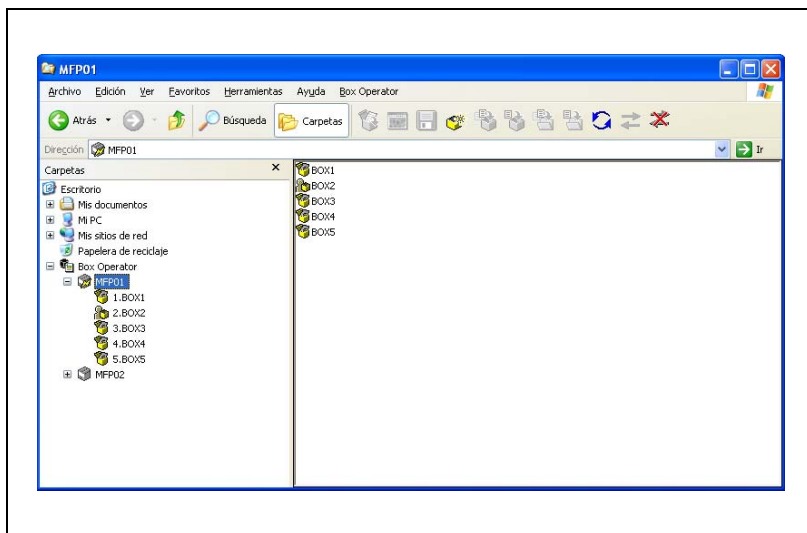 MFP01
Archivo Edición Ver Favoritos Herramientas Ayuda Box Operator
Atrás Búsqueda Carpetas
Dirección MFP01 Ir
Carpetas
Escritorio
Mis documentos
Mi PC
Mis sitios de red
Papelera de reciclaje
Box Operator
MFP01
1.BOX1
2.BOX2
3.BOX3
4.BOX4
5.BOX5
MFP02
BOX1
BOX2
BOX3
BOX4
BOX5